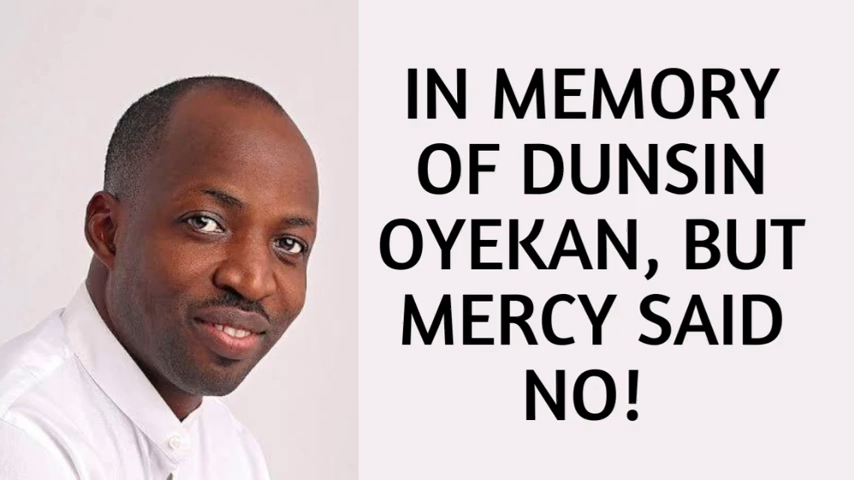 IN MEMORY
OF DUNSIN
OYEKAN, BUT
MERCY SAID
NO!